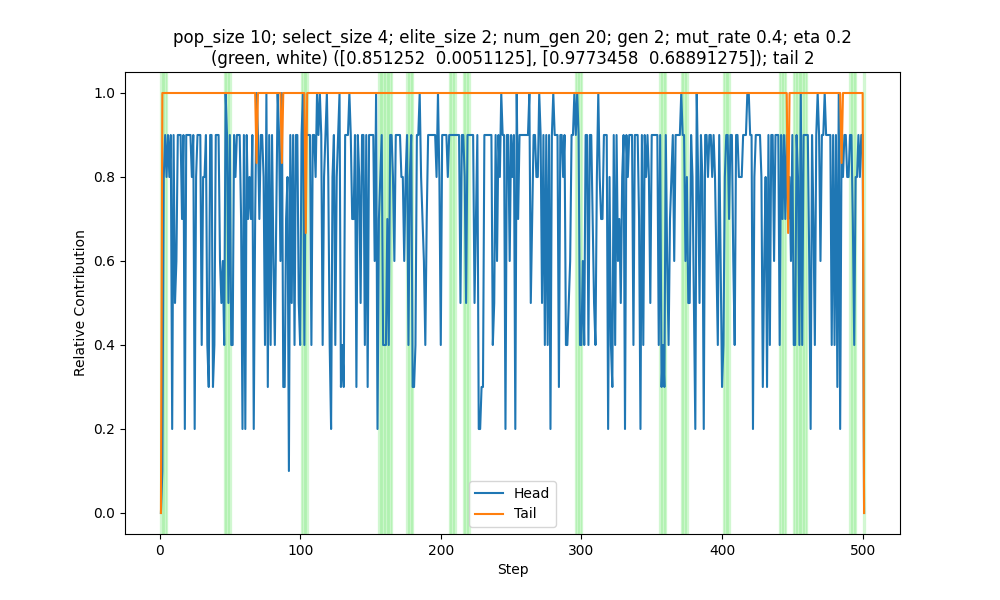 pop_size 10; select_size 4; elite_size 2; num_gen 20; gen 2; mut_rate 0.4; eta 0.2
(green, white) ([0.851252  0.0051125], [0.9773458  0.68891275]); tail 2
1.0
0.8
0.6
0.4
0.2
0.0
Relative Contribution
Head
Tail
0
100
200
300
400
500
Step